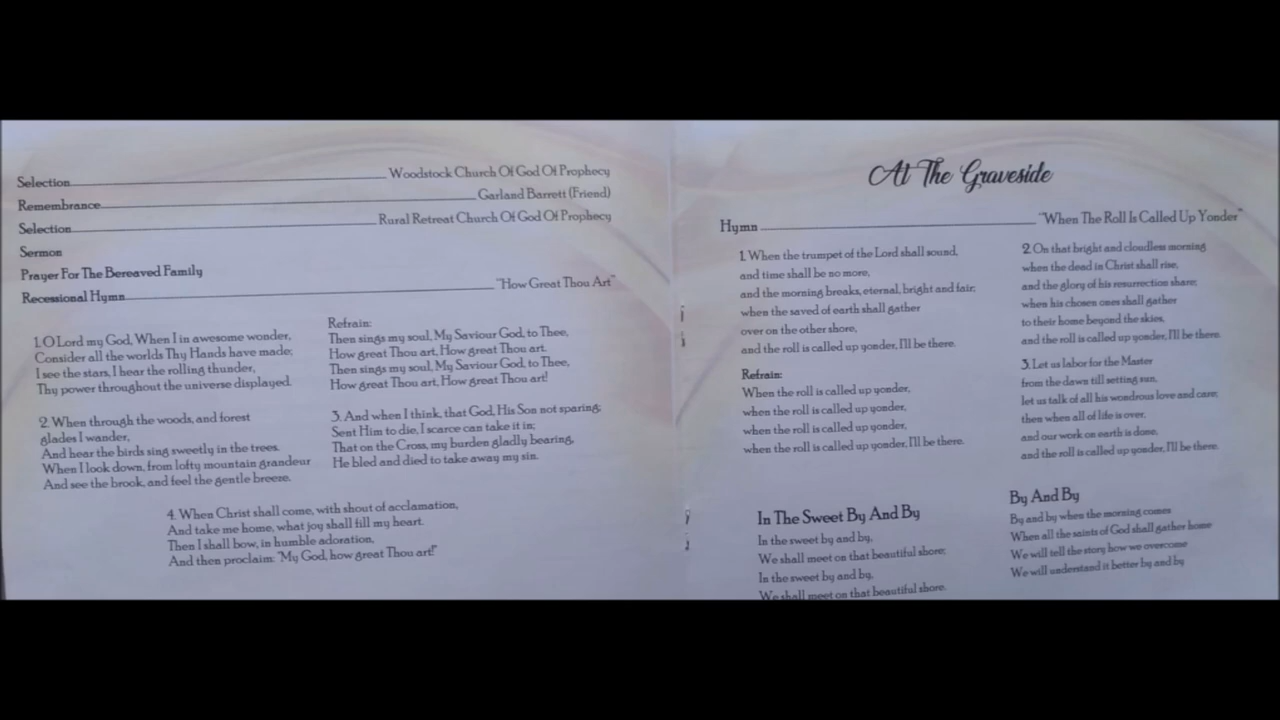 Selection Woodstock Church Of God Of Prophecy
Remembrance Garland Barrett (Friend)
Selection Rural Retreat Church Of God Of Prophecy
Sermon
Prayer For The Bereaved Family
Recessional Hymn "How Great Thou Art"
1. O Lord my God, When I in awesome wonder,
Consider all the worlds Thy Hands have made;
I see the stars, I hear the rolling thunder,
Thy power throughout the universe displayed.
Refrain:
Then sings my soul, My Saviour God, to Thee,
How great Thou art, How great Thou art.
Then sings my soul, My Saviour God, to Thee,
How great Thou art, How great Thou art!
2. When through the woods, and forest
glades I wander,
And hear the birds sing sweetly in the trees.
When I look down, from lofty mountain grandeur
And see the brook, and feel the gentle breeze.
3. And when I think, that God, His Son not sparing;
Sent Him to die, I scarce can take it in;
That on the Cross, my burden gladly bearing,
He bled and died to take away my sin.
4. When Christ shall come, with shout of acclamation,
And take me home, what joy shall fill my heart.
Then I shall bow, in humble adoration,
And then proclaim: "My God, how great Thou art!"
At The Graveside
Hymn "When The Roll Is Called Up Yonder"
1. When the trumpet of the Lord shall sound,
and time shall be no more,
and the morning breaks, eternal, bright and fair;
when the saved of earth shall gather
over on the other shore,
and the roll is called up yonder, I'll be there.
Refrain:
When the roll is called up yonder,
when the roll is called up yonder,
when the roll is called up yonder,
when the roll is called up yonder, I'll be there.
2. On that bright and cloudless morning
when the dead in Christ shall rise,
and the glory of his resurrection share;
when his chosen ones shall gather
to their home beyond the skies,
and the roll is called up yonder, I'll be there.
3. Let us labor for the Master
from the dawn till setting sun,
let us talk of all his wondrous love and care;
then when all of life is over,
and our work on earth is done,
and the roll is called up yonder, I'll be there.
In The Sweet By And By
In the sweet by and by,
We shall meet on that beautiful shore;
In the sweet by and by,
We shall meet on that beautiful shore.
By And By
By and by when the morning comes
When all the saints of God shall gather home
We will tell the story how we overcome
We will understand it better by and by